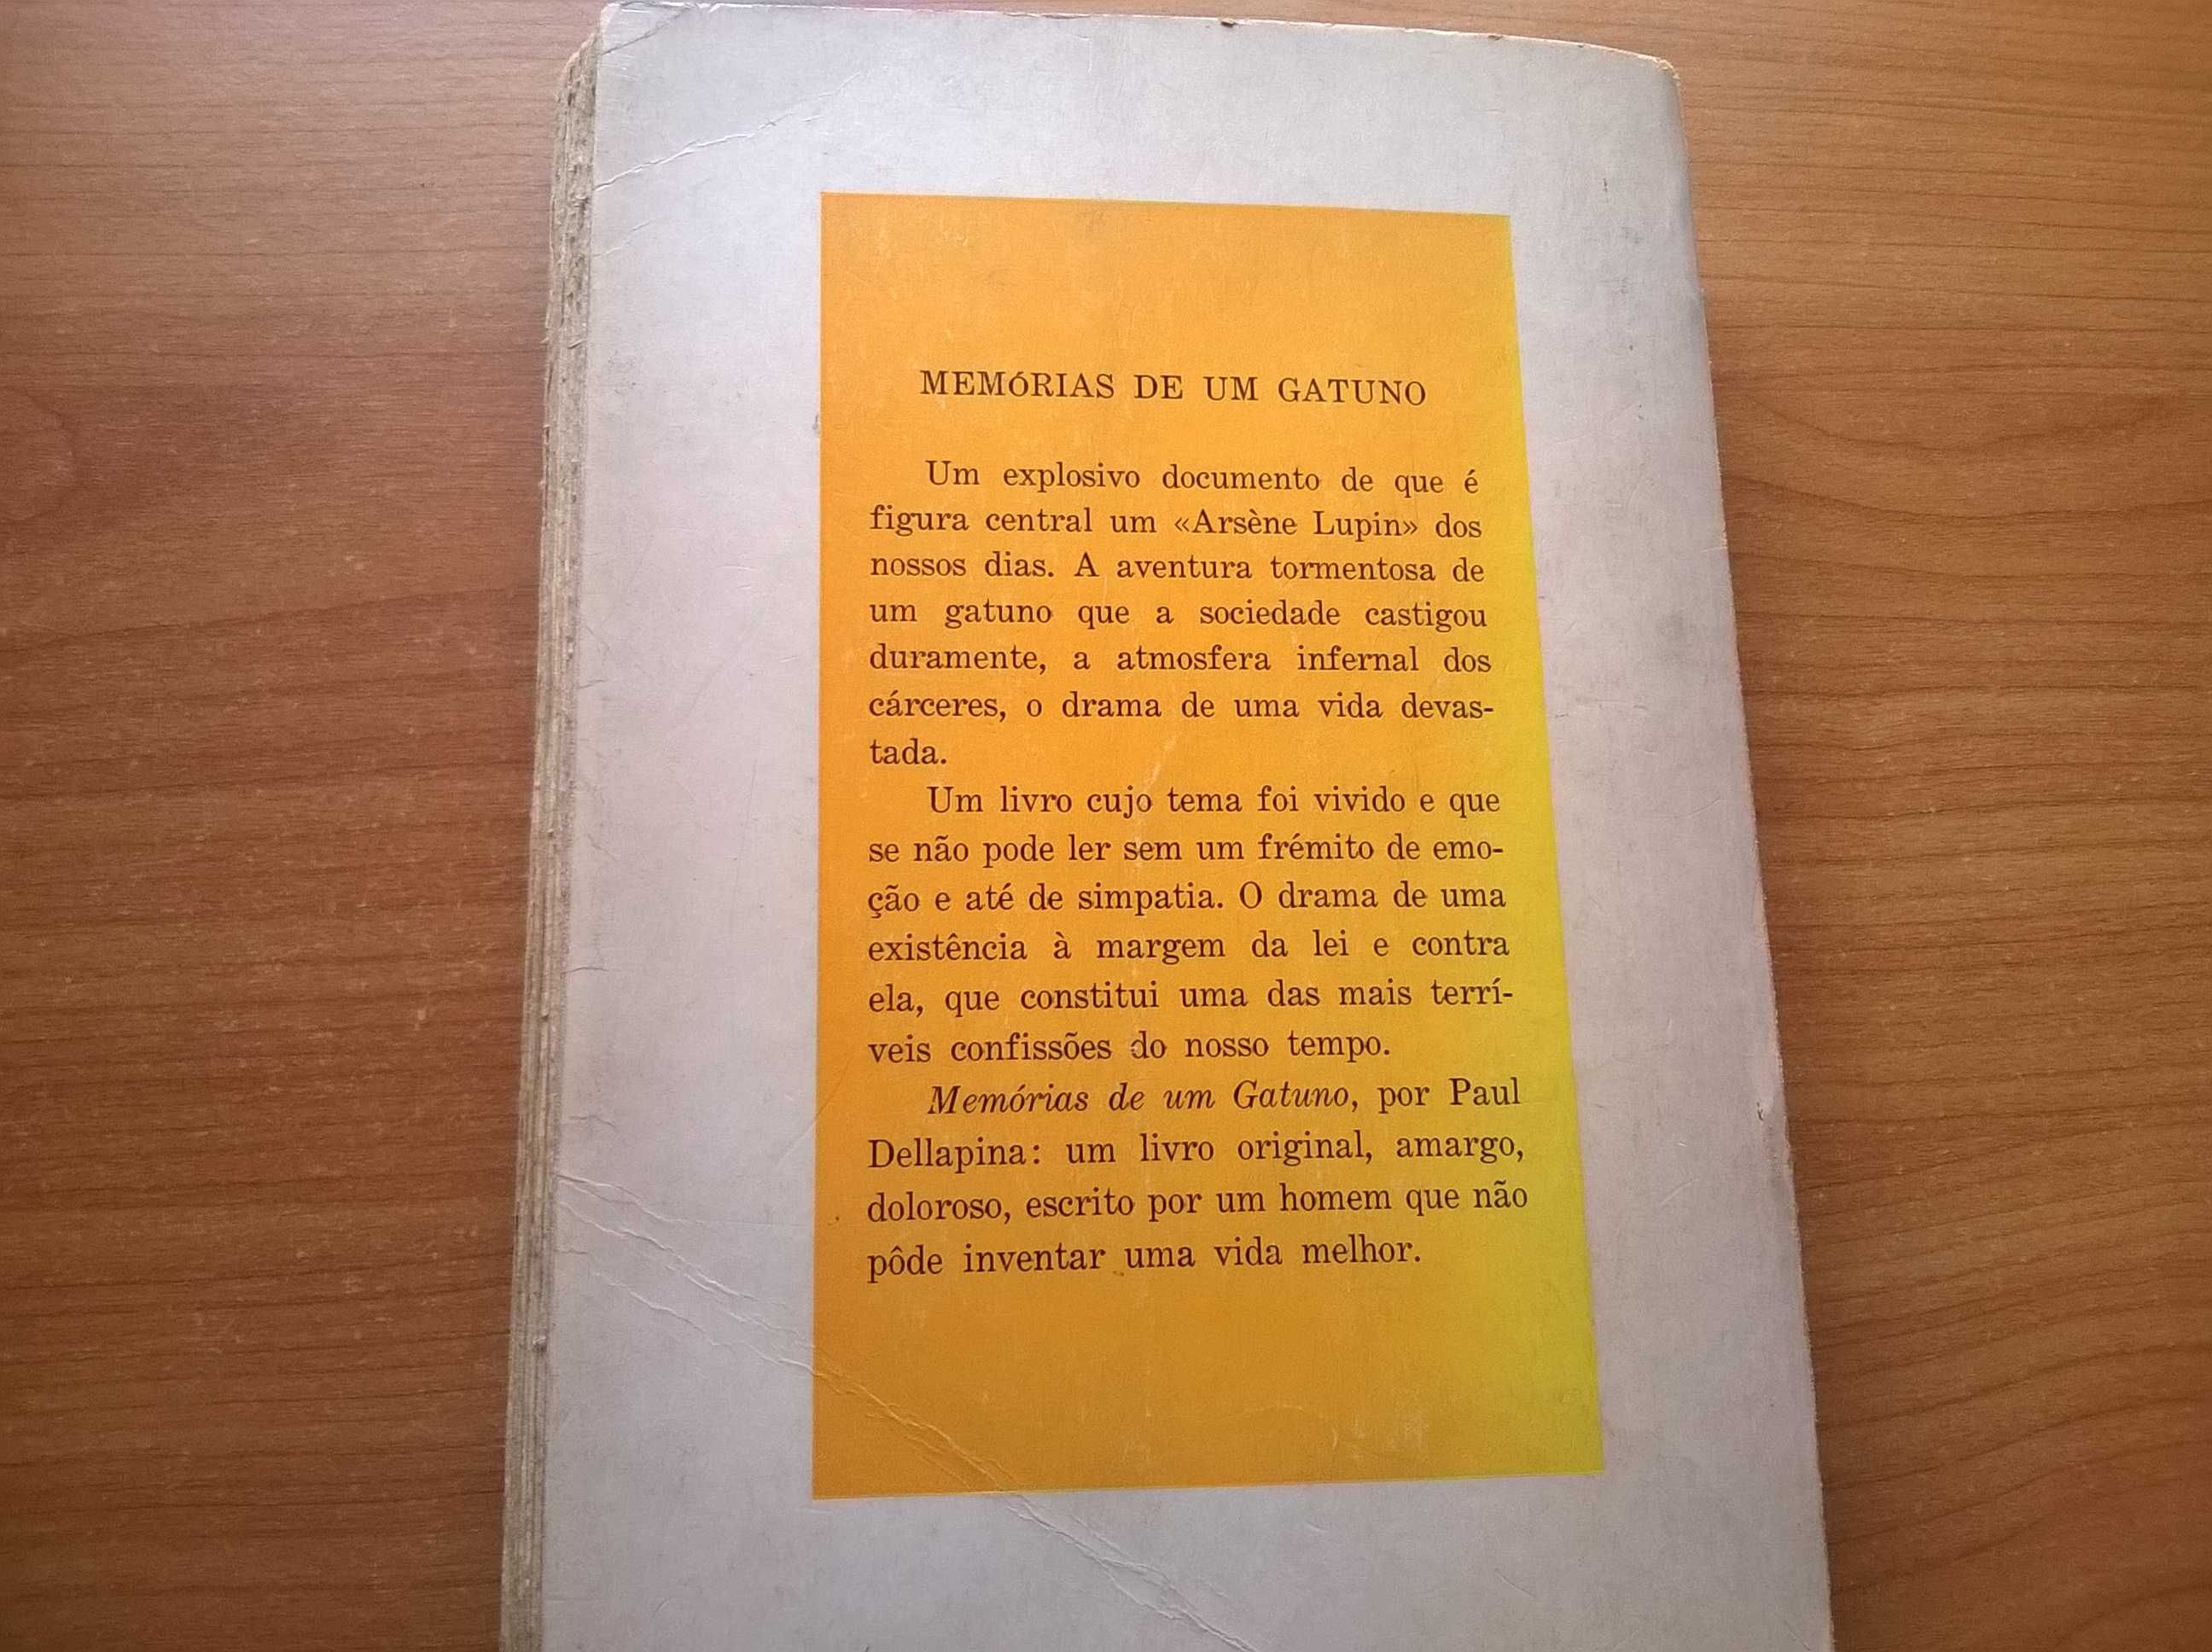 MEMÓRIAS DE UM GATUNO
Um explosivo documento de que é
figura central um «Arsène Lupin» dos
nossos dias. A aventura tormentosa de
um gatuno que a sociedade castigou
duramente, a atmosfera infernal dos
cárceres, o drama de uma vida devas-
tada.
Um livro cujo tema foi vivido e que
se não pode ler sem um frémito de emo-
ção e até de simpatia. O drama de uma
existência à margem da lei e contra
ela, que constitui uma das mais terrí-
veis confissões do nosso tempo.
Memórias de um Gatuno, por Paul
Dellapina: um livro original, amargo,
doloroso, escrito por um homem que não
pôde inventar uma vida melhor.